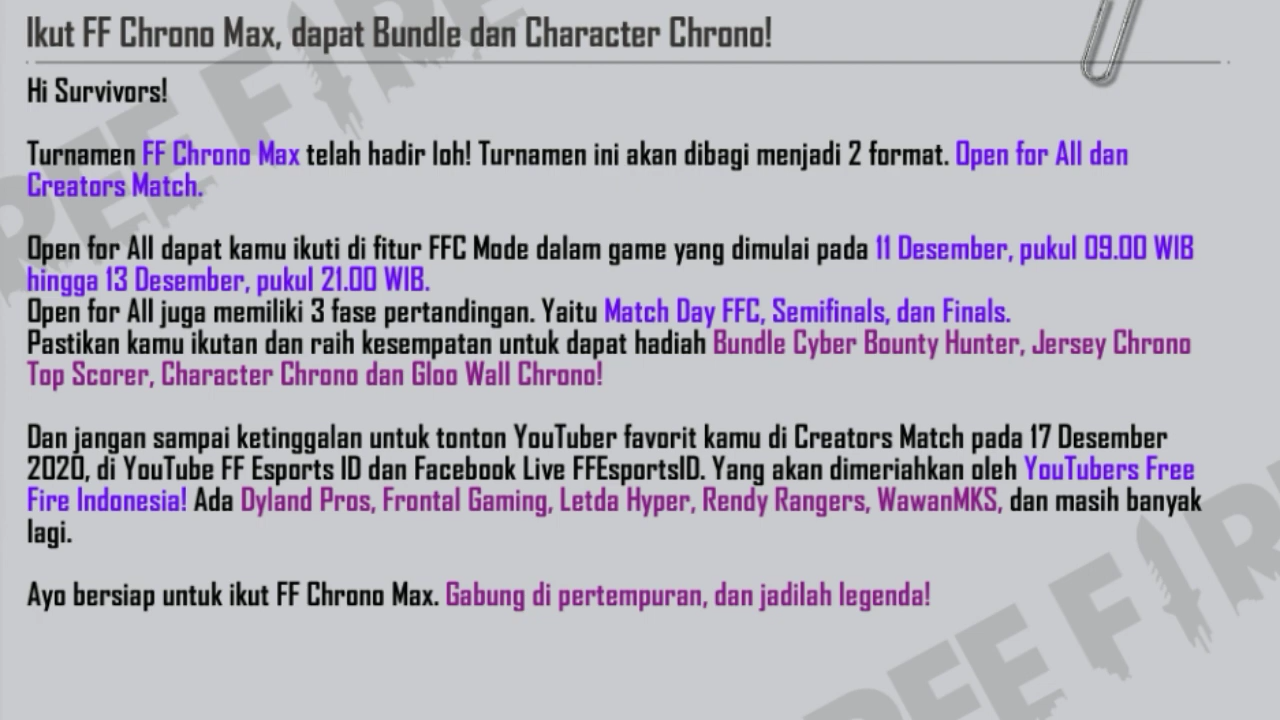 Ikut FF Chrono Max, dapat Bundle dan Character Chrono!
Hi Survivors!
Turnamen FF Chrono Max telah hadir loh! Turnamen ini akan dibagi menjadi 2 format. Open for All dan
Creators Match.
Open for All dapat kamu ikuti di fitur FFC Mode dalam game yang dimulai pada 11 Desember, pukul 09.00 WIB
hingga 13 Desember, pukul 21.00 WIB.
Open for All juga memiliki 3 fase pertandingan. Yaitu Match Day FFC, Semifinals, dan Finals.
Pastikan kamu ikutan dan raih kesempatan untuk dapat hadiah Bundle Cyber Bounty Hunter, Jersey Chrono
Top Scorer, Character Chrono dan Gloo Wall Chrono!
Dan jangan sampai ketinggalan untuk tonton YouTuber favorit kamu di Creators Match pada 17 Desember
2020, di YouTube FF Esports ID dan Facebook Live FFEsportsID. Yang akan dimeriahkan oleh YouTubers Free
Fire Indonesia! Ada Dyland Pros, Frontal Gaming, Letda Hyper, Rendy Rangers, WawanMKS, dan masih banyak
lagi.
Ayo bersiap untuk ikut FF Chrono Max. Gabung di pertempuran, dan jadilah legenda!
REE FIRE
REE FIR